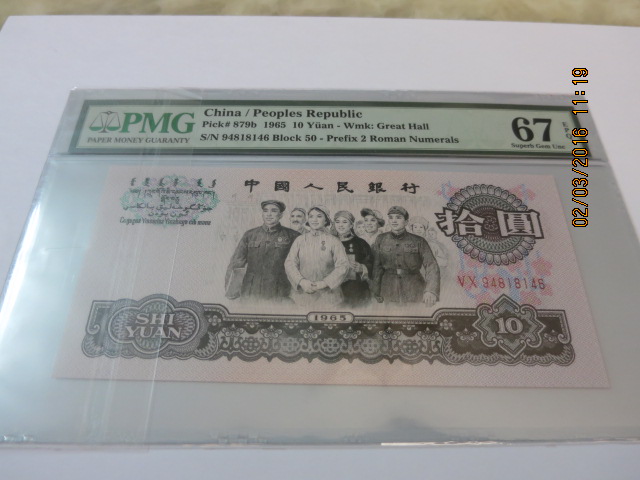 PMG
PAPER MONEY GUARANTY
China / Peoples Republic
Pick# 879b 1965 10 Yüan - Wmk: Great Hall
S/N 94818146 Block 50 - Prefix 2 Roman Numerals
67 EPQ
Superb Gem Unc
中國人民銀行
拾圓
VX 94818146
SHI
YUAN
1965
10
02/03/2016 11:19